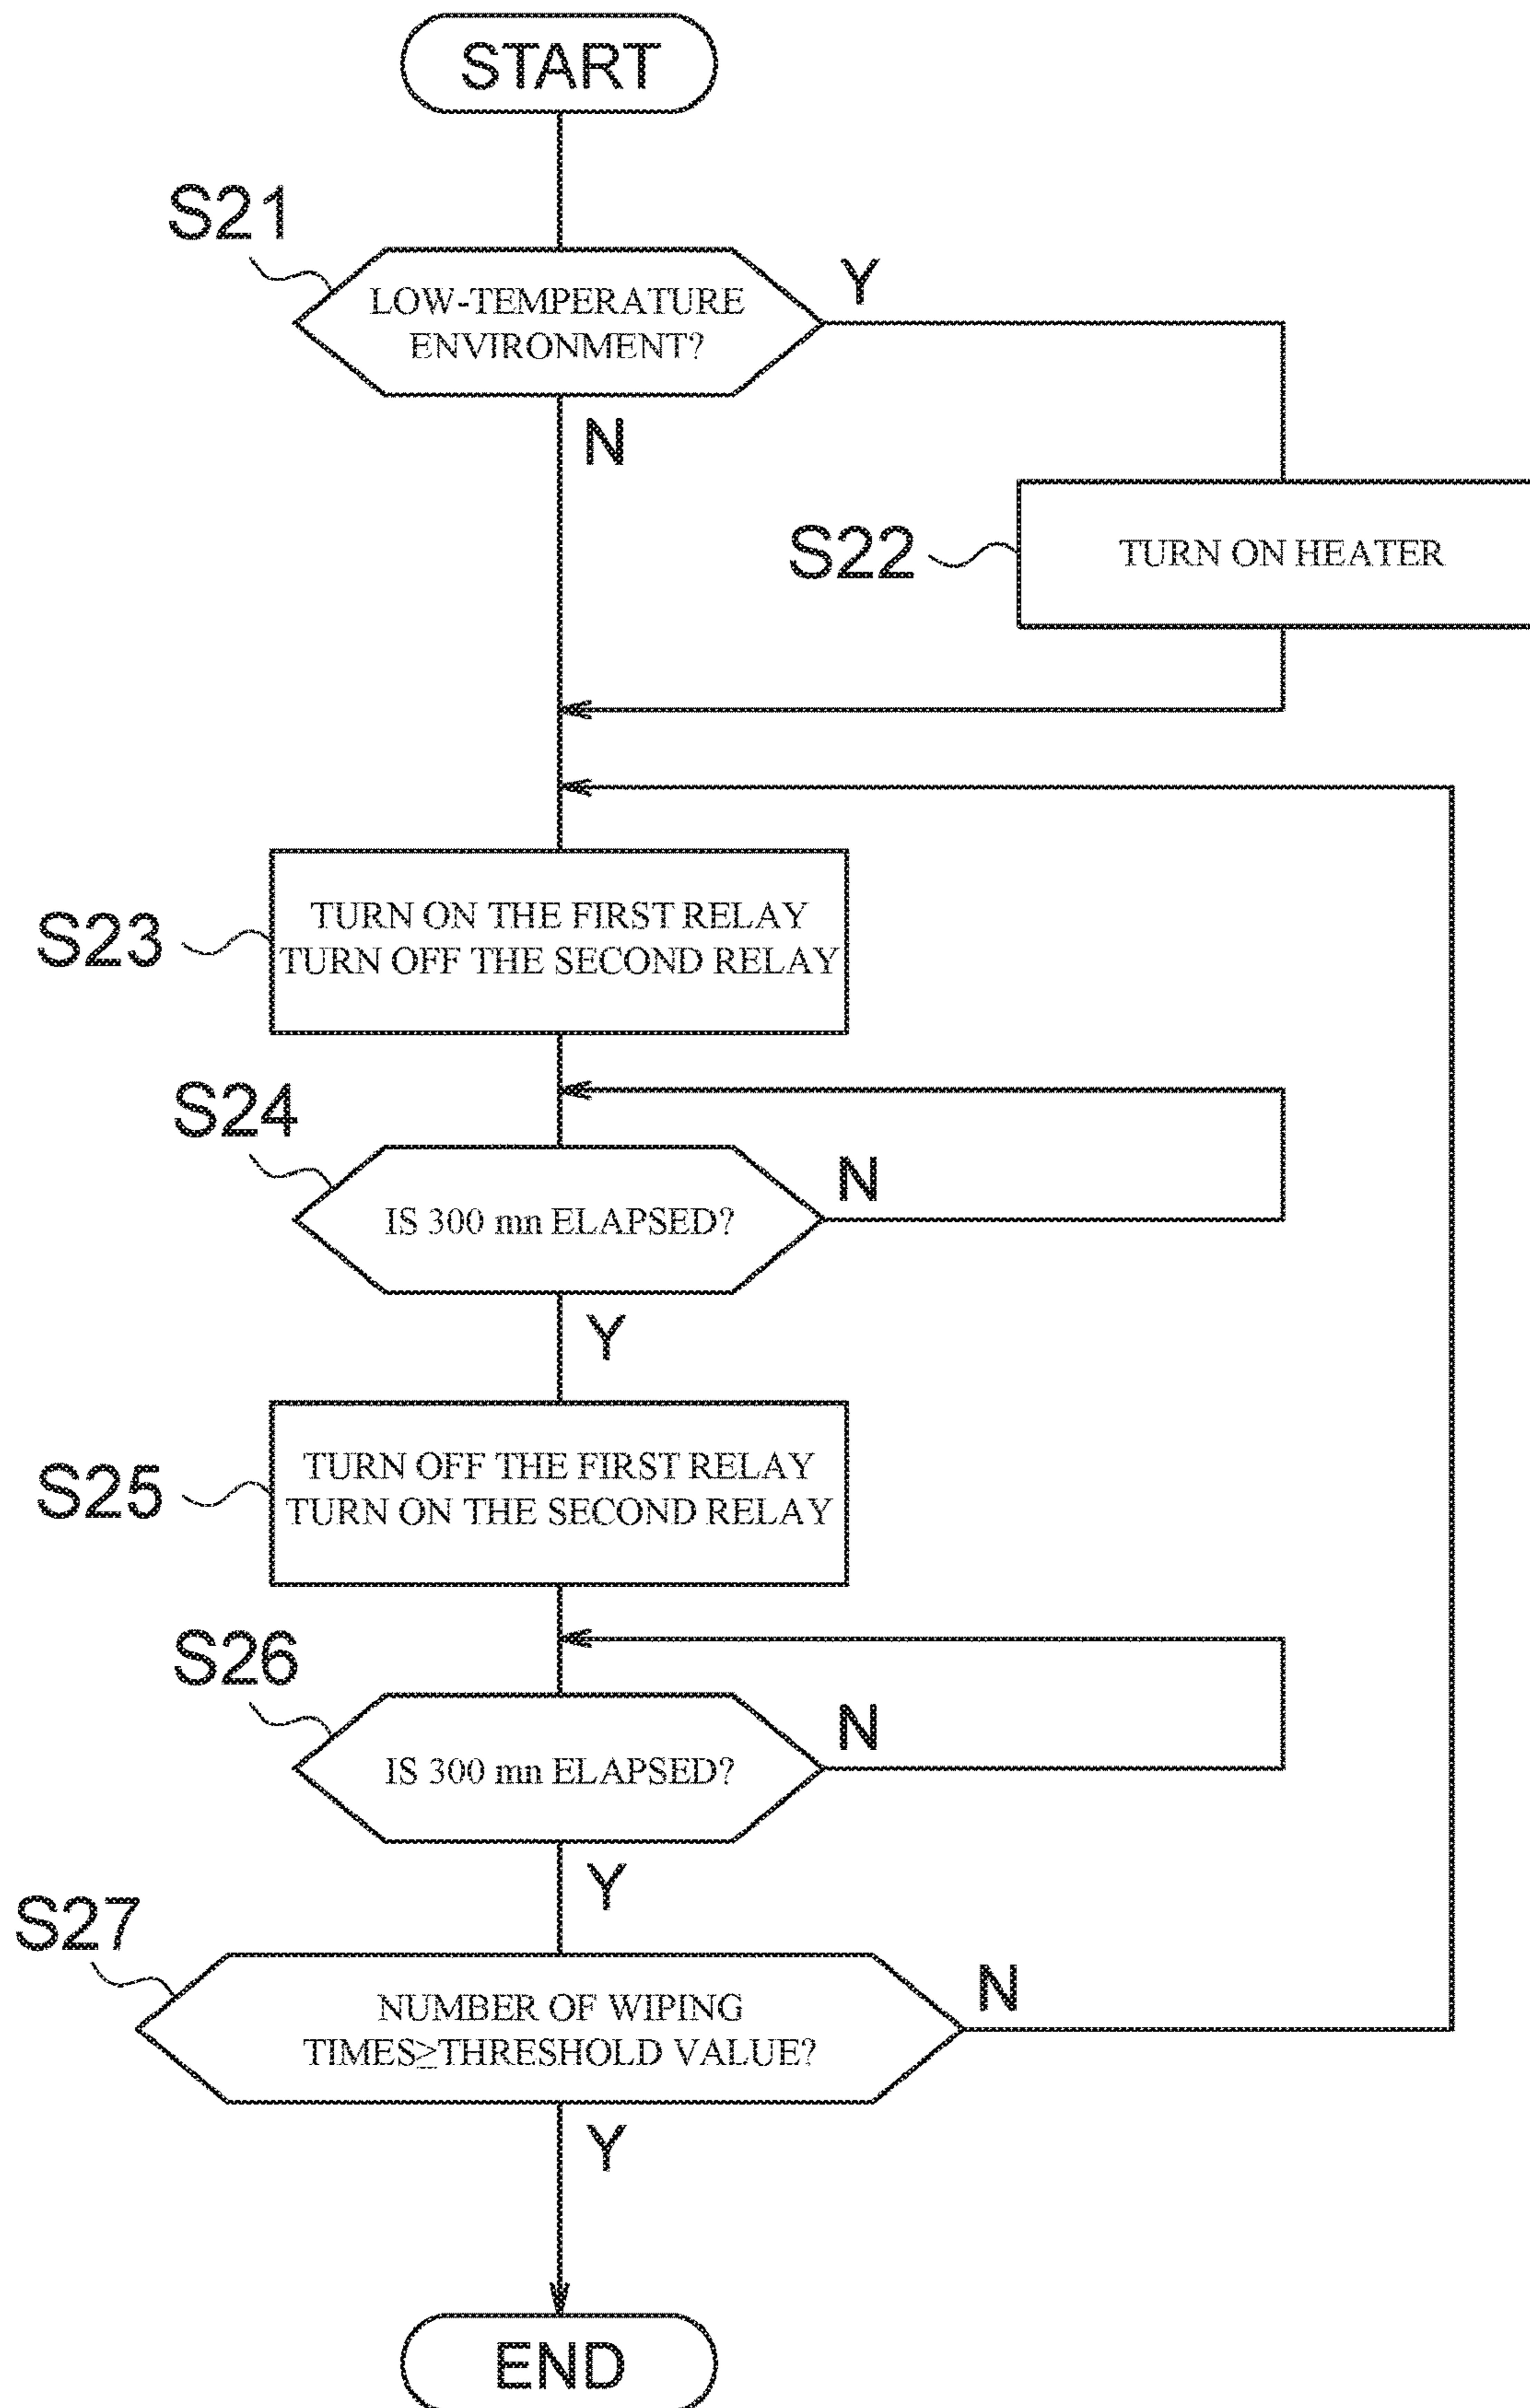 START
S21
LOW-TEMPERATURE
ENVIRONMENT?
Y
N
S22
TURN ON HEATER
S23
TURN ON THE FIRST RELAY
TURN OFF THE SECOND RELAY
S24
IS 300 mn ELAPSED?
N
Y
S25
TURN OFF THE FIRST RELAY
TURN ON THE SECOND RELAY
S26
IS 300 mn ELAPSED?
N
Y
S27
NUMBER OF WIPING
TIMES≥THRESHOLD VALUE?
N
Y
END